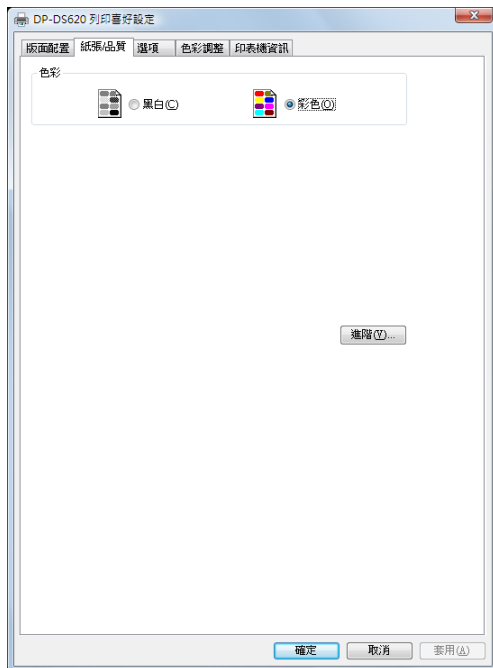 DP-DS620 列印喜好設定
版面配置 紙張/品質 選項 色彩調整 印表機資訊
色彩
黑白(C) 彩色(O)
進階(V)...
確定 取消 套用(A)